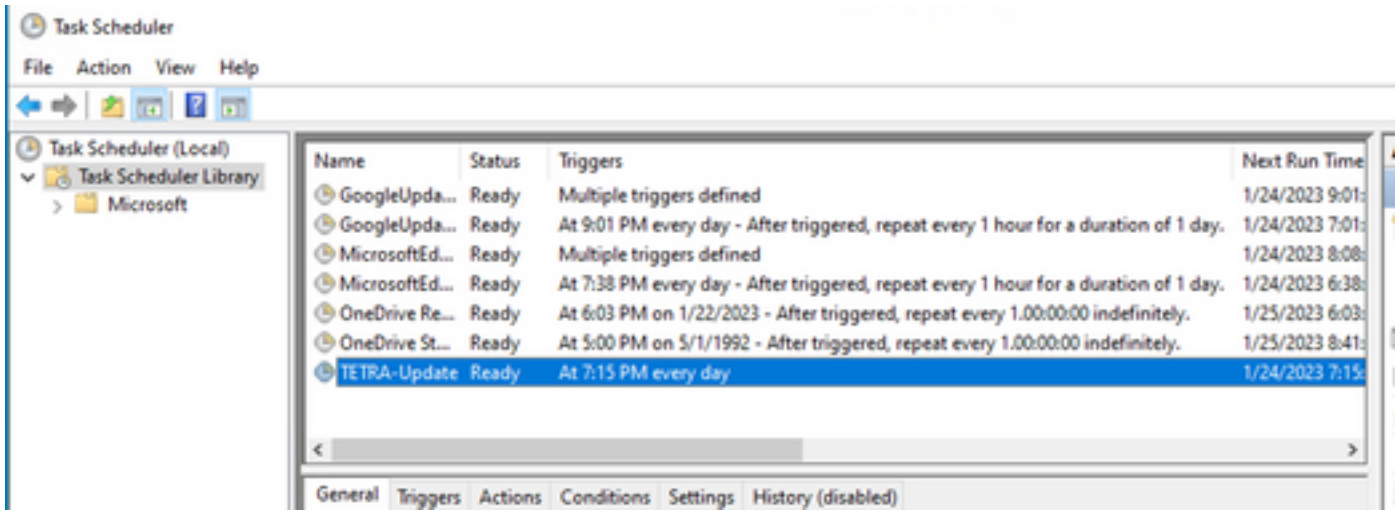 Task Scheduler
File Action View Help
Task Scheduler (Local)
Task Scheduler Library
Microsoft
Name Status Triggers Next Run Time
GoogleUpda... Ready Multiple triggers defined 1/24/2023 9:01:
GoogleUpda... Ready At 9:01 PM every day - After triggered, repeat every 1 hour for a duration of 1 day. 1/24/2023 7:01:
MicrosoftEd... Ready Multiple triggers defined 1/24/2023 8:08:
MicrosoftEd... Ready At 7:38 PM every day - After triggered, repeat every 1 hour for a duration of 1 day. 1/24/2023 6:38:
OneDrive Re... Ready At 6:03 PM on 1/22/2023 - After triggered, repeat every 1.00:00:00 indefinitely. 1/25/2023 6:03:
OneDrive St... Ready At 5:00 PM on 5/1/1992 - After triggered, repeat every 1.00:00:00 indefinitely. 1/25/2023 8:41:
TETRA-Update Ready At 7:15 PM every day 1/24/2023 7:15:
General Triggers Actions Conditions Settings History (disabled)